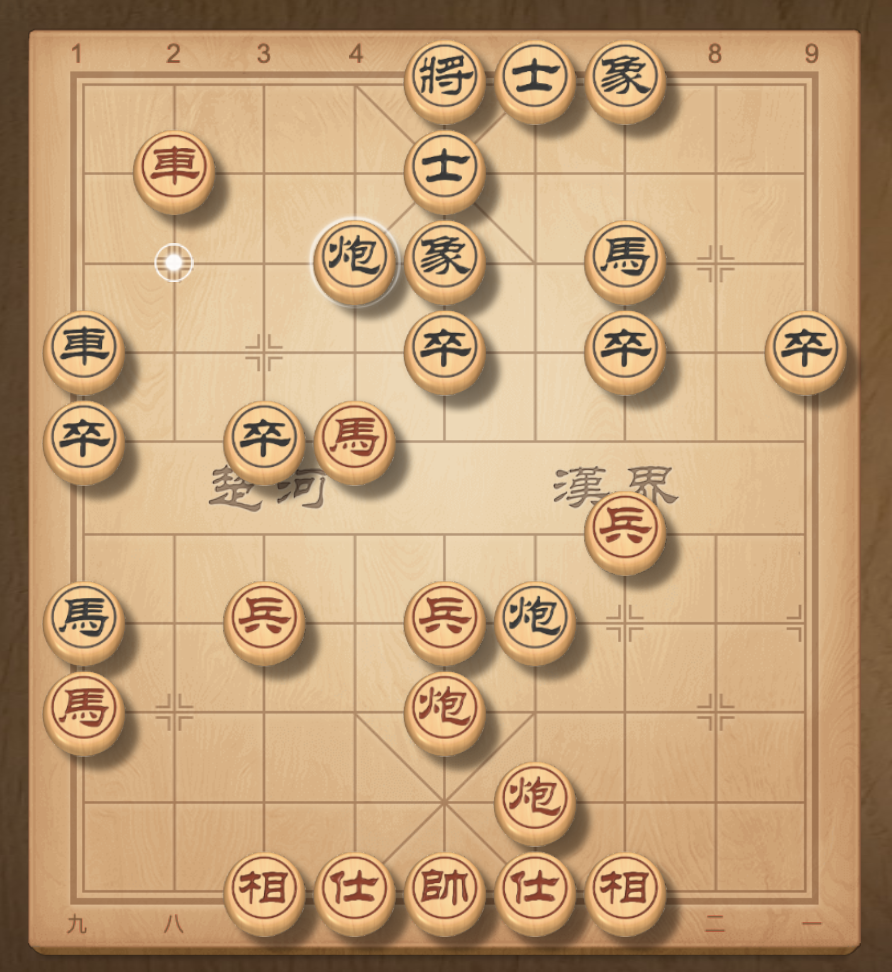 1 2 3 4 8 9
將 士 象
車 士
炮 象 馬
車 卒 卒 卒
卒 卒 馬
楚河 漢界
兵
馬 兵 兵 炮
馬 炮
炮
相 仕 帥 仕 相
九 八 二 一